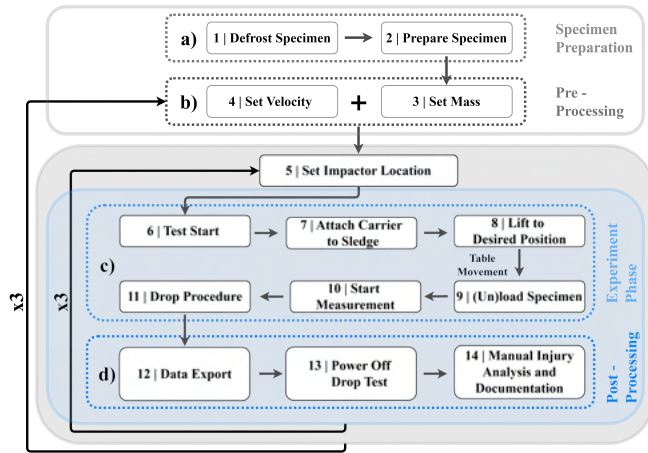 a)
1 | Defrost Specimen
2 | Prepare Specimen
Specimen
Preparation
b)
4 | Set Velocity
+
3 | Set Mass
Pre -
Processing
5 | Set Impactor Location
6 | Test Start
7 | Attach Carrier
to Sledge
8 | Lift to
Desired Position
c)
Table
Movement
11 | Drop Procedure
10 | Start
Measurement
9 | (Un)load Specimen
Experiment
Phase
x3
x3
d)
12 | Data Export
13 | Power Off
Drop Test
14 | Manual Injury
Analysis and
Documentation
Post -
Processing